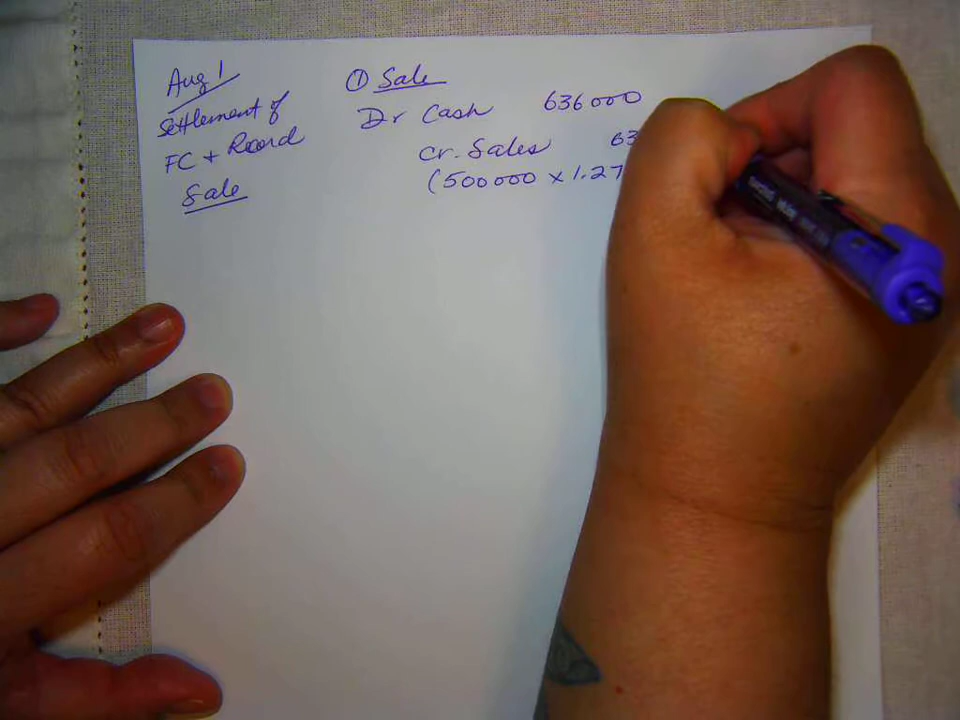 Aug 1
Settlement of
FC + Record
Sale
① Sale
Dr Cash 636000
Cr. Sales 63
(500000 x 1.27